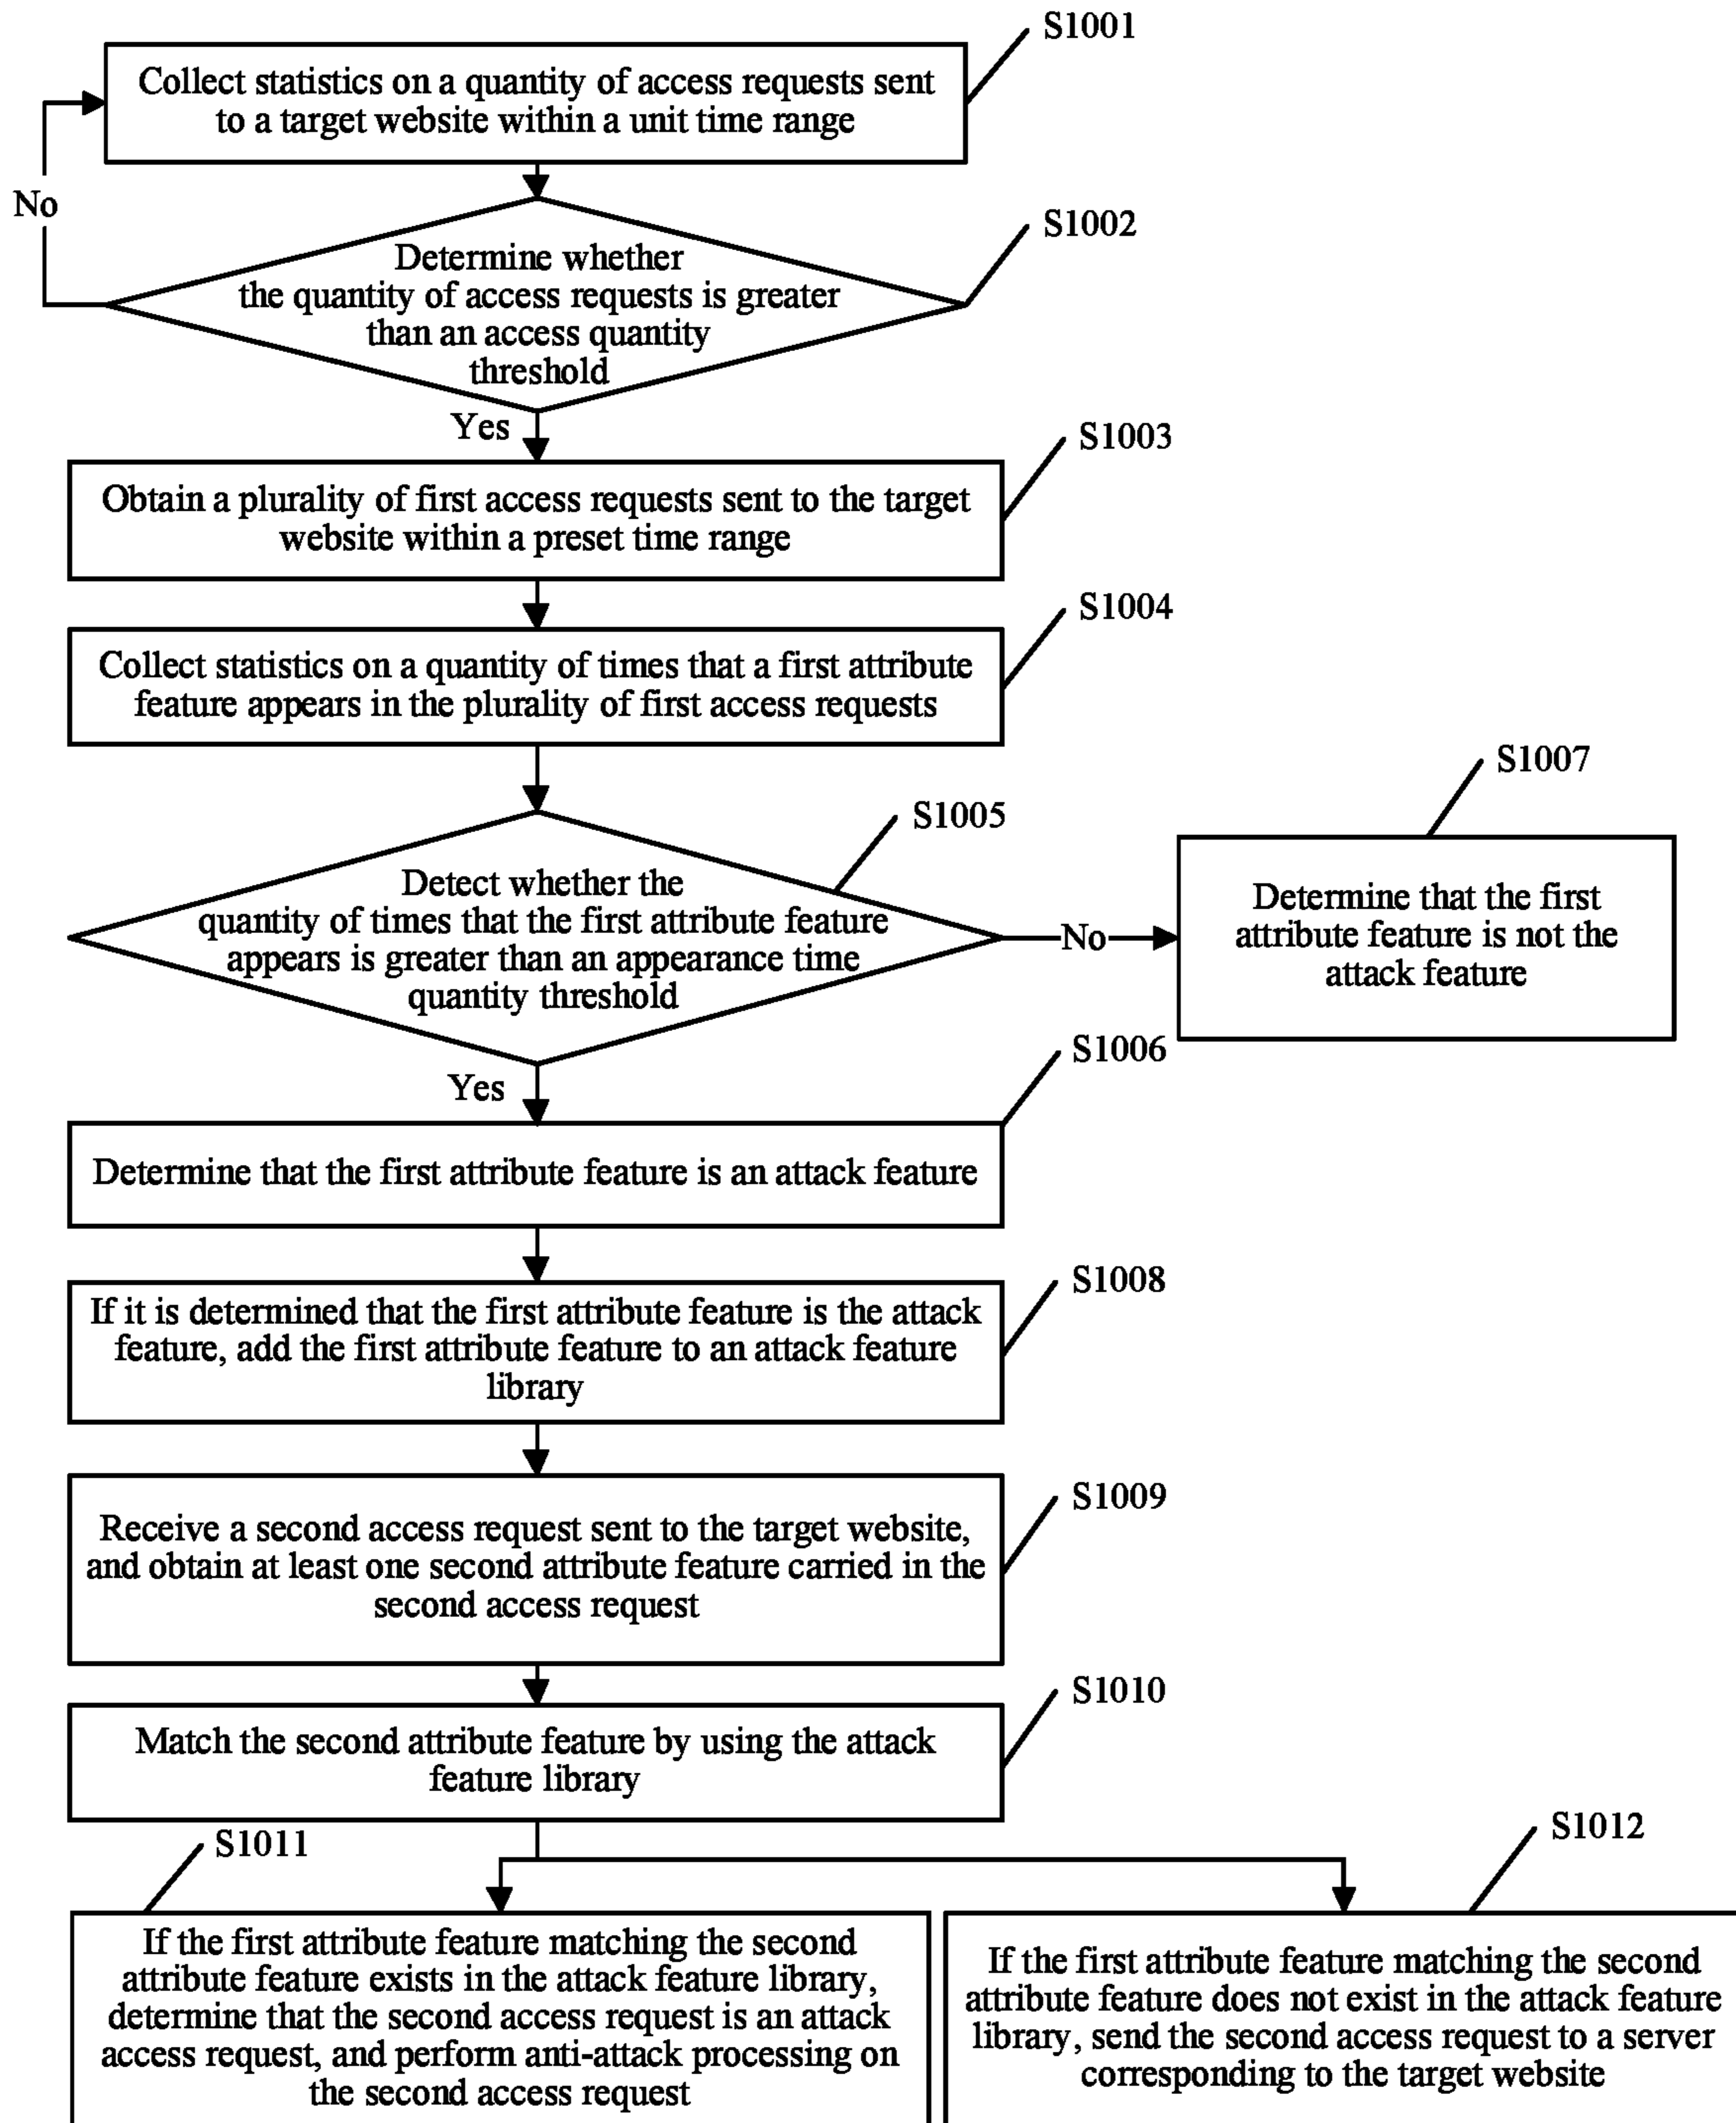 S1001
Collect statistics on a quantity of access requests sent
to a target website within a unit time range
No
S1002
Determine whether
the quantity of access requests is greater
than an access quantity
threshold
Yes
S1003
Obtain a plurality of first access requests sent to the target
website within a preset time range
S1004
Collect statistics on a quantity of times that a first attribute
feature appears in the plurality of first access requests
S1005
Detect whether the
quantity of times that the first attribute feature
appears is greater than an appearance time
quantity threshold
No
S1007
Determine that the first
attribute feature is not the
attack feature
Yes
S1006
Determine that the first attribute feature is an attack feature
S1008
If it is determined that the first attribute feature is the attack
feature, add the first attribute feature to an attack feature
library
S1009
Receive a second access request sent to the target website,
and obtain at least one second attribute feature carried in the
second access request
S1010
Match the second attribute feature by using the attack
feature library
S1011
If the first attribute feature matching the second
attribute feature exists in the attack feature library,
determine that the second access request is an attack
access request, and perform anti-attack processing on
the second access request
S1012
If the first attribute feature matching the second
attribute feature does not exist in the attack feature
library, send the second access request to a server
corresponding to the target website